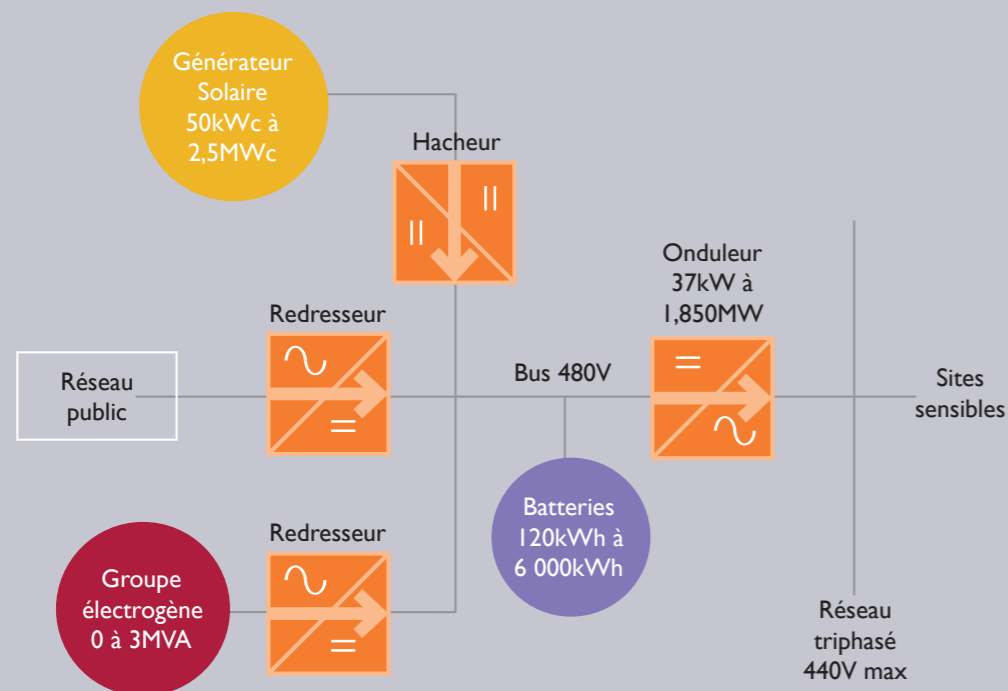 Générateur
Solaire
50kWc à
2,5MWc
Hacheur
Onduleur
37kW à
1,850MW
Redresseur
Réseau
public
Bus 480V
Sites
sensibles
Redresseur
Batteries
120kWh à
6 000kWh
Groupe
électrogène
0 à 3MVA
Réseau
triphasé
440V max